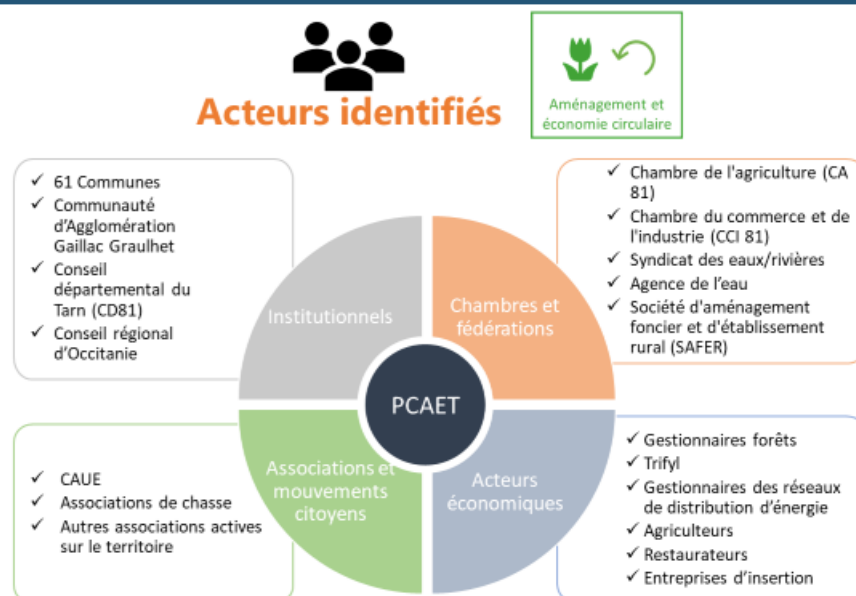 Acteurs identifiés
Aménagement et
économie circulaire
✓ 61 Communes
✓ Communauté
d'Agglomération
Gaillac Graulhet
✓ Conseil
départemental du
Tarn (CD81)
✓ Conseil régional
d'Occitanie
✓ Chambre de l'agriculture (CA
81)
✓ Chambre du commerce et de
l'industrie (CCI 81)
✓ Syndicat des eaux/rivières
✓ Agence de l'eau
✓ Société d'aménagement
foncier et d'établissement
rural (SAFER)
Institutionnels
Chambres et
fédérations
PCAET
Associations et
mouvements
citoyens
Acteurs
économiques
✓ CAUE
✓ Associations de chasse
✓ Autres associations actives
sur le territoire
✓ Gestionnaires forêts
✓ Trifyl
✓ Gestionnaires des réseaux
de distribution d'énergie
✓ Agriculteurs
✓ Restaurateurs
✓ Entreprises d'insertion